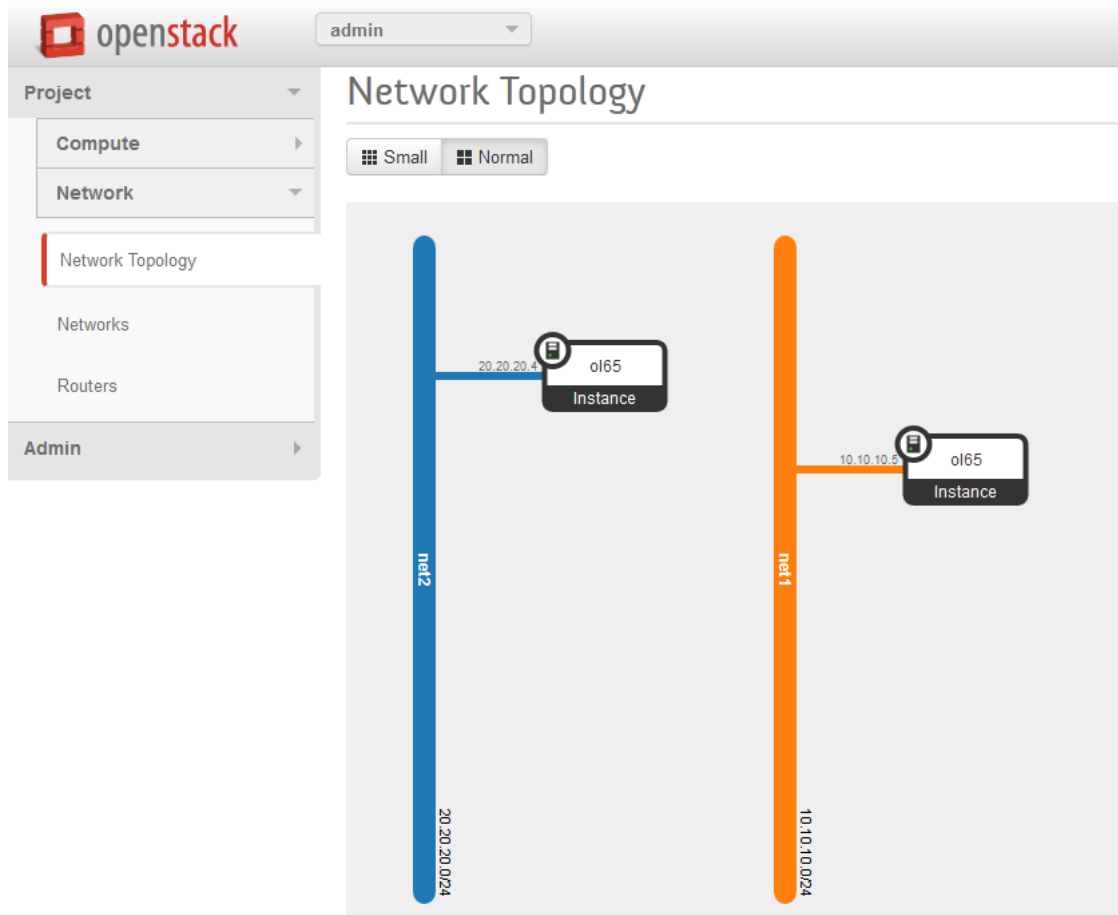 openstack
admin
Project
Compute
Network
Network Topology
Networks
Routers
Admin
Network Topology
Small
Normal
net2
20.20.20.0/24
20.20.20.4
ol65
Instance
net1
10.10.10.0/24
10.10.10.5
ol65
Instance